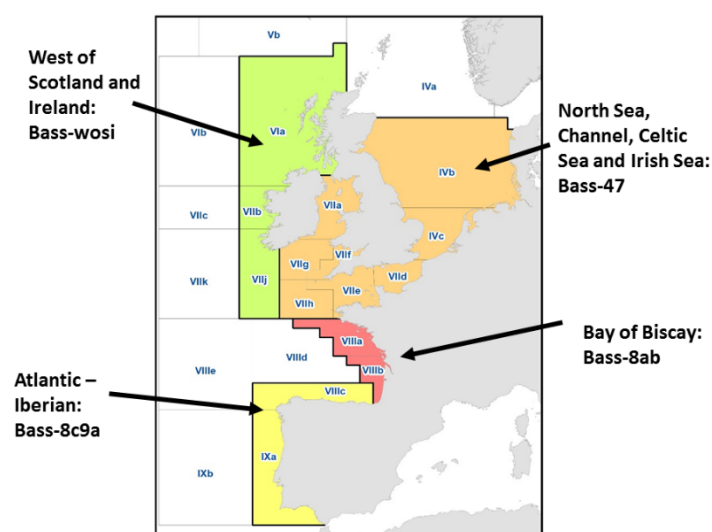 Vb
West of
Scotland and
Ireland:
Bass-wosi
IVa
North Sea,
Channel, Celtic
Sea and Irish Sea:
Bass-47
VIb
VIa
IVb
VIIa
VIIc
VIIb
IVc
VIIg
VIIf
VIId
VIIk
VIIj
VIIe
VIIh
VIIIa
Bay of Biscay:
Bass-8ab
VIIIe
VIIId
VIIIb
Atlantic –
Iberian:
Bass-8c9a
VIIIc
IXb
IXa